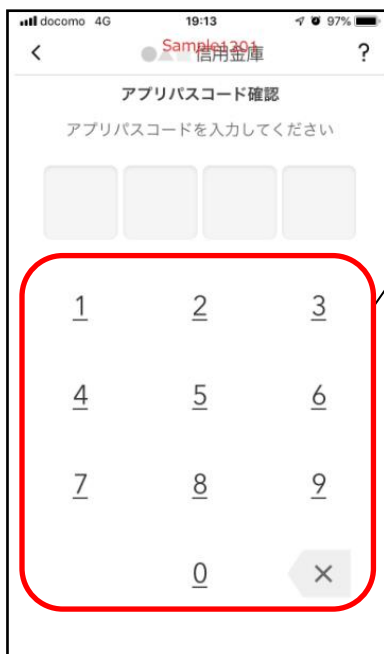 docomo 4G 19:13 97%
Sample1301
●▲■信用金庫 ?
アプリパスコード確認
アプリパスコードを入力してください
1 2 3
4 5 6
7 8 9
0 ×